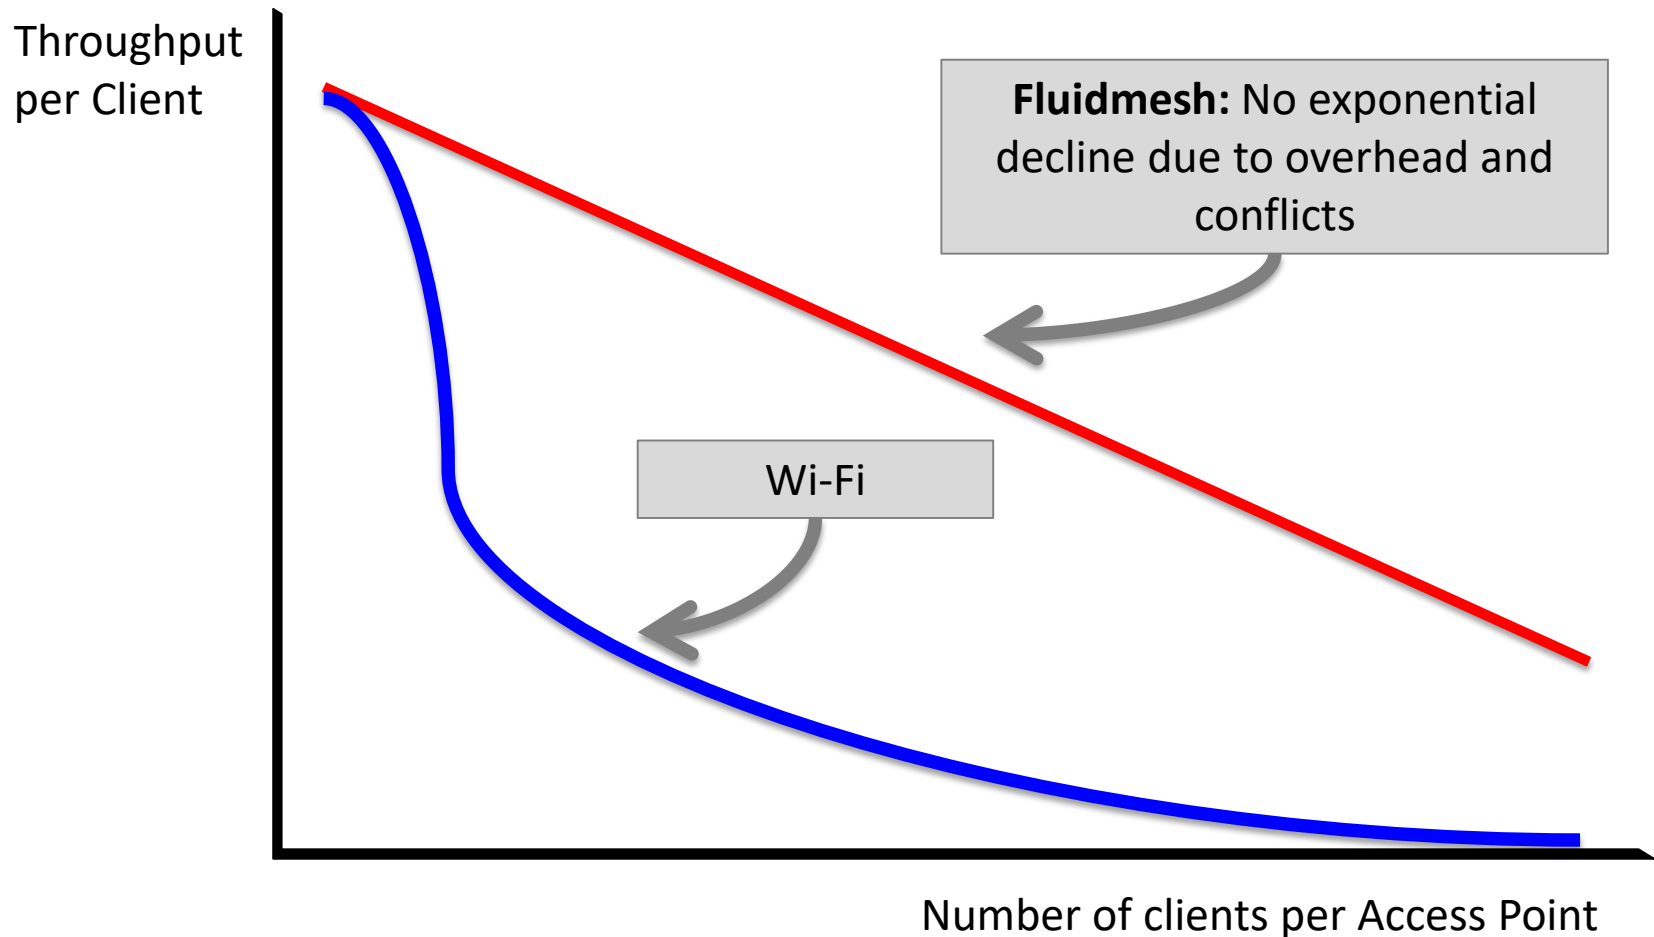 Throughput
per Client
Fluidmesh: No exponential
decline due to overhead and
conflicts
Wi-Fi
Number of clients per Access Point